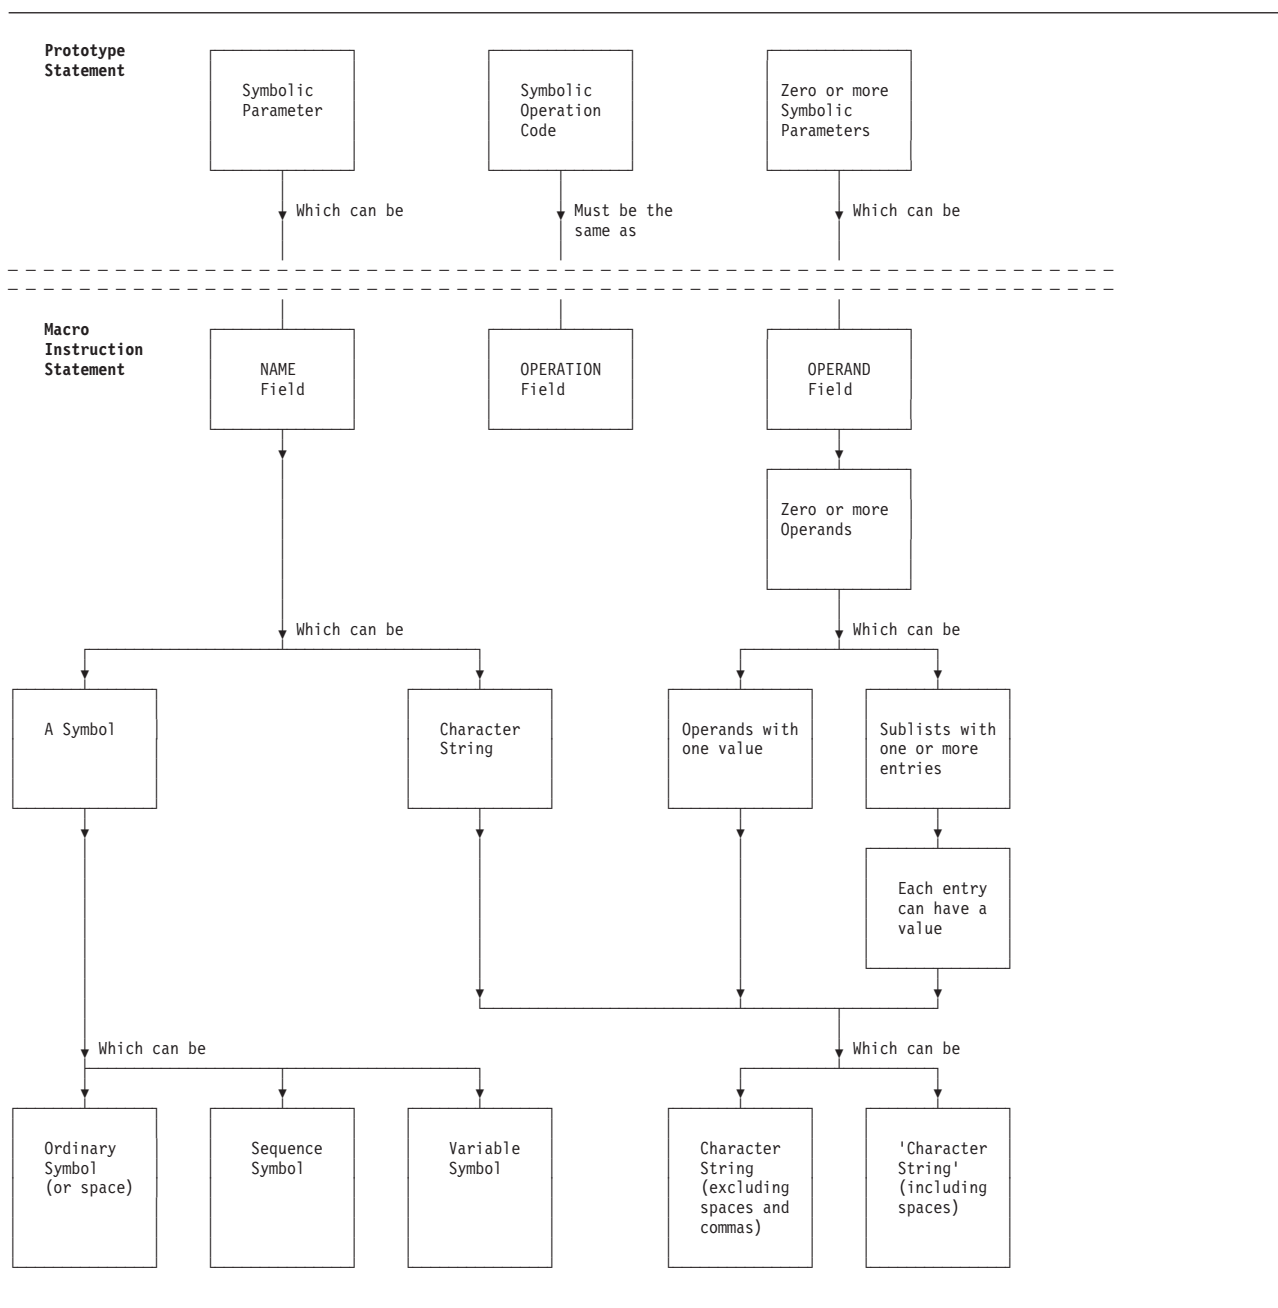 Prototype
Statement
Symbolic
Parameter
Symbolic
Operation
Code
Zero or more
Symbolic
Parameters
Which can be
Must be the
same as
Which can be
Macro
Instruction
Statement
NAME
Field
OPERATION
Field
OPERAND
Field
Zero or more
Operands
Which can be
Which can be
A Symbol
Character
String
Operands with
one value
Sublists with
one or more
entries
Each entry
can have a
value
Which can be
Which can be
Ordinary
Symbol
(or space)
Sequence
Symbol
Variable
Symbol
Character
String
(excluding
spaces and
commas)
'Character
String'
(including
spaces)